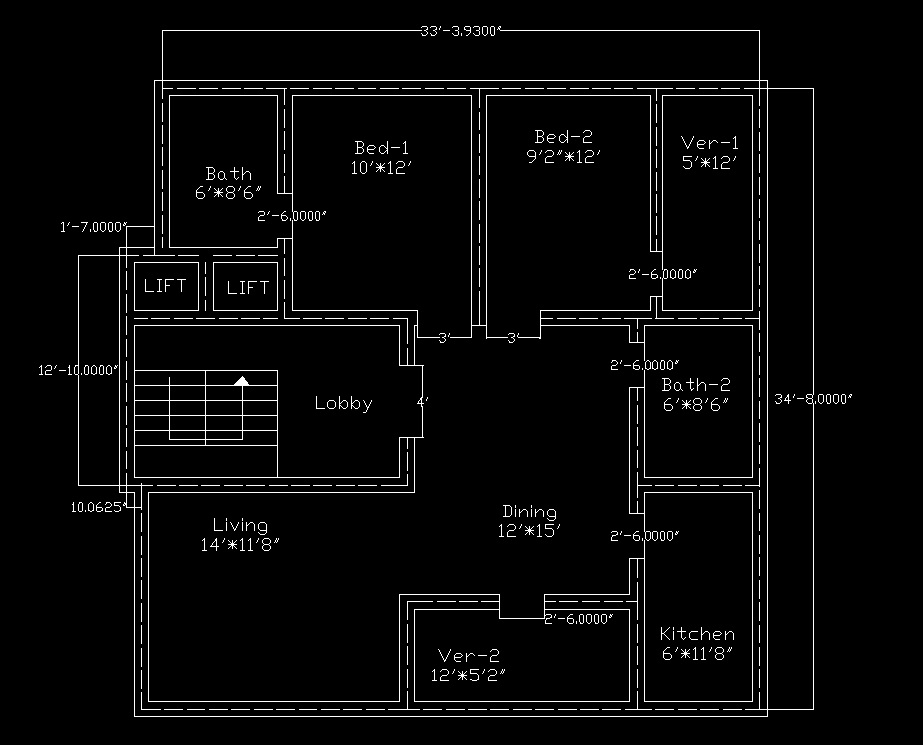 33'-3.9300"
Bed-1
10'*12'
Bed-2
9'2"*12'
Ver-1
5'*12'
Bath
6'*8'6"
2'-6.0000"
1'-7.0000"
2'-6.0000"
LIFT
LIFT
3'
3'
2'-6.0000"
12'-10.0000"
Bath-2
6'*8'6"
Lobby
4'
34'-8.0000"
10.0625"
Living
14'*11'8"
Dining
12'*15'
2'-6.0000"
2'-6.0000"
Kitchen
6'*11'8"
Ver-2
12'*5'2"